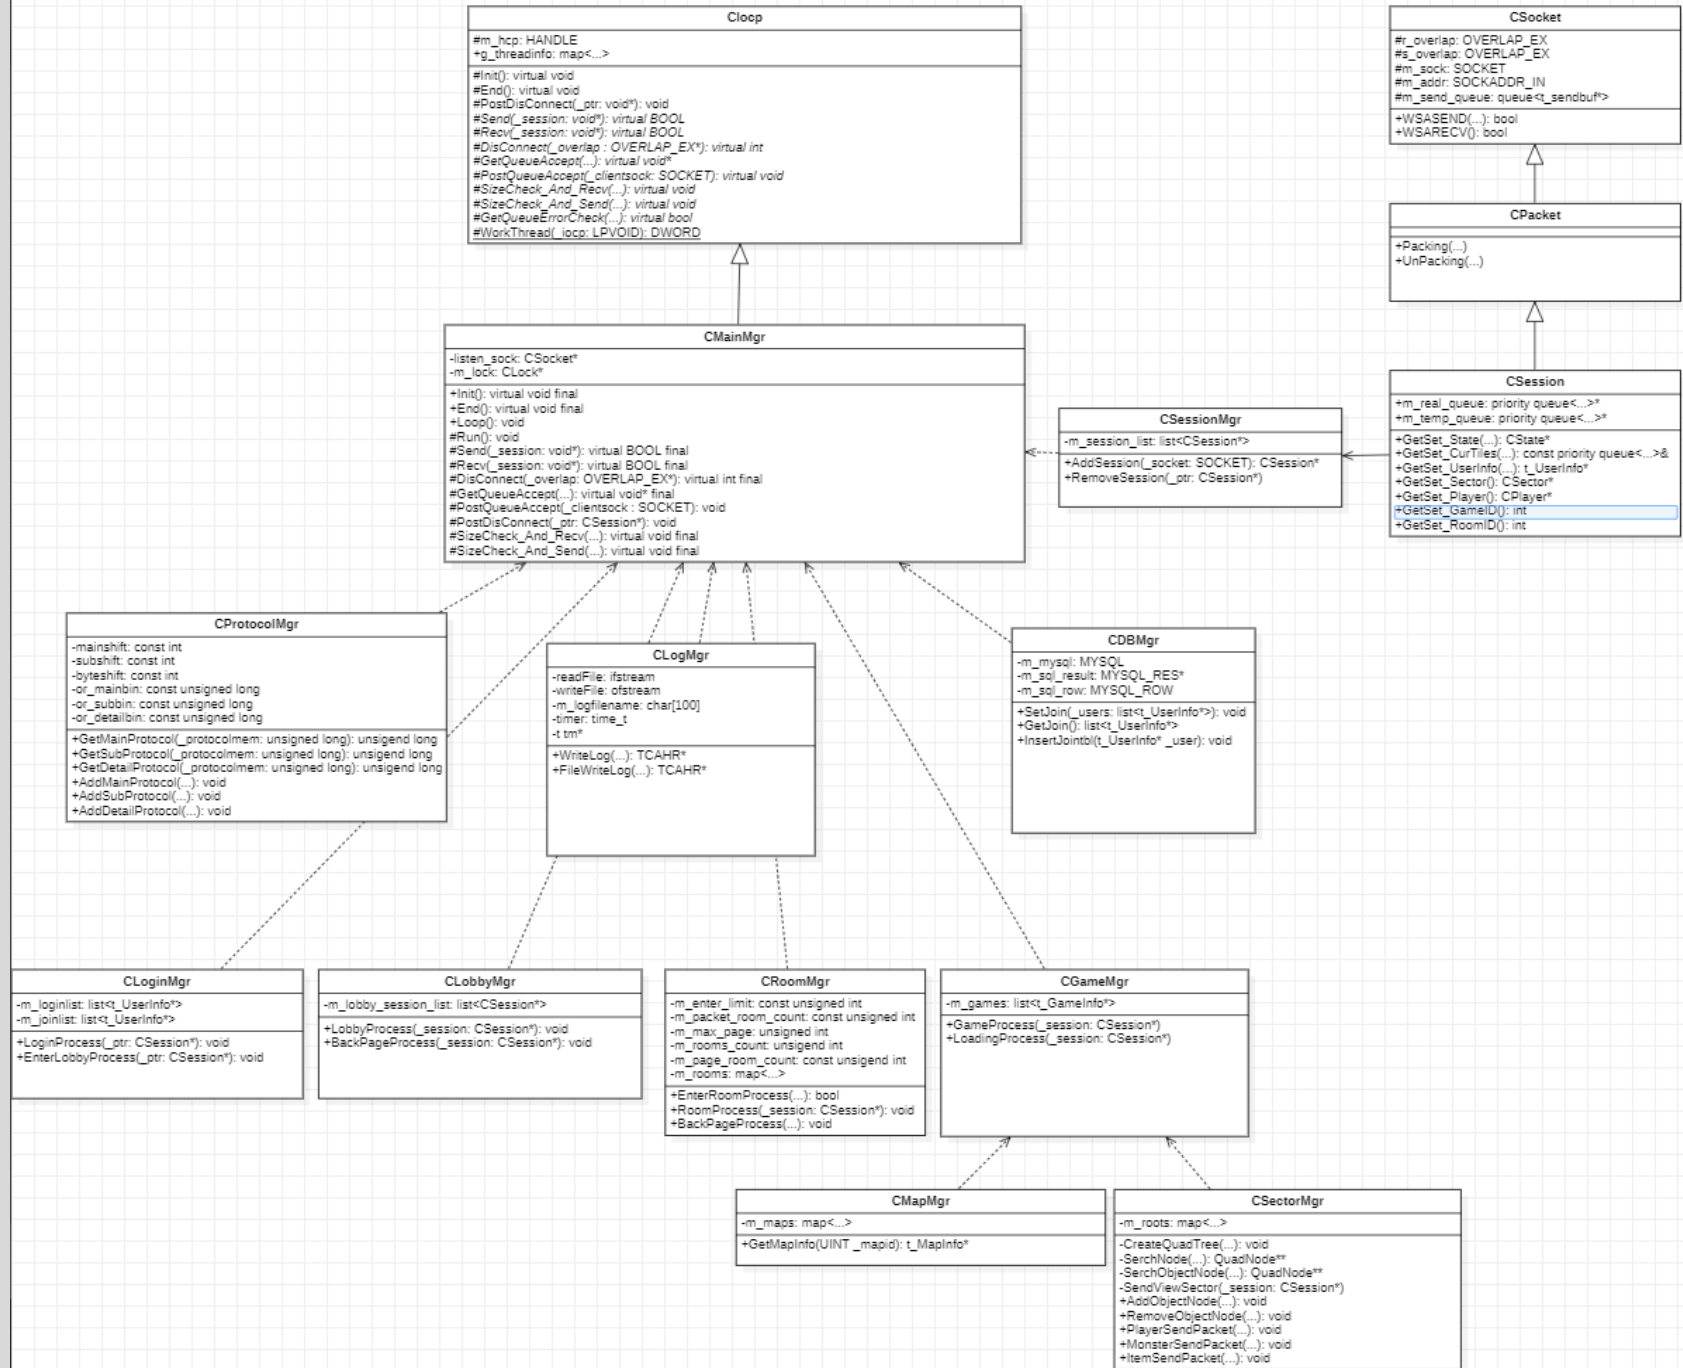 CIocp
#m_hcp: HANDLE
+g_threadinfo: map<...>
#Init(): virtual void
#End(): virtual void
#PostDisConnect(_ptr: void*): void
#Send(_session: void*): virtual BOOL
#Recv(_session: void*): virtual BOOL
#DisConnect(_overlap : OVERLAP_EX*): virtual int
#GetQueueAccept(...): virtual void*
#PostQueueAccept(_clientsock: SOCKET): virtual void
#SizeCheck_And_Recv(...): virtual void
#SizeCheck_And_Send(...): virtual void
#GetQueueErrorCheck(...): virtual bool
#WorkThread(_iocp: LPVOID): DWORD
CSocket
#r_overlap: OVERLAP_EX
#s_overlap: OVERLAP_EX
#m_sock: SOCKET
#m_addr: SOCKADDR_IN
#m_send_queue: queue<t_sendbuf*>
+WSASEND(...): bool
+WSARECV(): bool
CPacket
+Packing(...)
+UnPacking(...)
CMainMgr
-listen_sock: CSocket*
-m_lock: CLock*
+Init(): virtual void final
+End(): virtual void final
+Loop(): void
#Run(): void
#Send(_session: void*): virtual BOOL final
#Recv(_session: void*): virtual BOOL final
#DisConnect(_overlap: OVERLAP_EX*): virtual int final
#GetQueueAccept(...): virtual void* final
#PostQueueAccept(_clientsock : SOCKET): void
#PostDisConnect(_ptr: CSession*): void
#SizeCheck_And_Recv(...): virtual void final
#SizeCheck_And_Send(...): virtual void final
CSessionMgr
-m_session_list: list<CSession*>
+AddSession(_socket: SOCKET): CSession*
+RemoveSession(_ptr: CSession*)
CSession
+m_real_queue: priority queue<...>*
+m_temp_queue: priority queue<...>*
+GetSet_State(...): CState*
+GetSet_CurTiles(...): const priority queue<...>&
+GetSet_UserInfo(...): t_UserInfo*
+GetSet_Sector(): CSector*
+GetSet_Player(): CPlayer*
+GetSet_GameID(): int
+GetSet_RoomID(): int
CProtocolMgr
-mainshift: const int
-subshift: const int
-byteshift: const int
-or_mainbin: const unsigned long
-or_subbin: const unsigned long
-or_detailbin: const unsigned long
+GetMainProtocol(_protocolmem: unsigned long): unsigend long
+GetSubProtocol(_protocolmem: unsigned long): unsigend long
+GetDetailProtocol(_protocolmem: unsigned long): unsigend long
+AddMainProtocol(...): void
+AddSubProtocol(...): void
+AddDetailProtocol(...): void
CLogMgr
-readFile: ifstream
-writeFile: ofstream
-m_logfilename: char[100]
-timer: time_t
-t tm*
+WriteLog(...): TCAHR*
+FileWriteLog(...): TCAHR*
CDBMgr
-m_mysql: MYSQL
-m_sql_result: MYSQL_RES*
-m_sql_row: MYSQL_ROW
+SetJoin(_users: list<t_UserInfo*>): void
+GetJoin(): list<t_UserInfo*>
+InsertJointbl(t_UserInfo* _user): void
CLoginMgr
-m_loginlist: list<t_UserInfo*>
-m_joinlist: list<t_UserInfo*>
+LoginProcess(_ptr: CSession*): void
+EnterLobbyProcess(_ptr: CSession*): void
CLobbyMgr
-m_lobby_session_list: list<CSession*>
+LobbyProcess(_session: CSession*): void
+BackPageProcess(_session: CSession*): void
CRoomMgr
-m_enter_limit: const unsigned int
-m_packet_room_count: const unsigned int
-m_max_page: unsigned int
-m_rooms_count: unsigend int
-m_page_room_count: const unsigend int
-m_rooms: map<...>
+EnterRoomProcess(...): bool
+RoomProcess(_session: CSession*): void
+BackPageProcess(...): void
CGameMgr
-m_games: list<t_GameInfo*>
+GameProcess(_session: CSession*)
+LoadingProcess(_session: CSession*)
CMapMgr
-m_maps: map<...>
+GetMapInfo(UINT _mapid): t_MapInfo*
CSectorMgr
-m_roots: map<...>
-CreateQuadTree(...): void
-SerchNode(...): QuadNode**
-SerchObjectNode(...): QuadNode**
-SendViewSector(_session: CSession*)
+AddObjectNode(...): void
+RemoveObjectNode(...): void
+PlayerSendPacket(...): void
+MonsterSendPacket(...): void
+ItemSendPacket(...): void